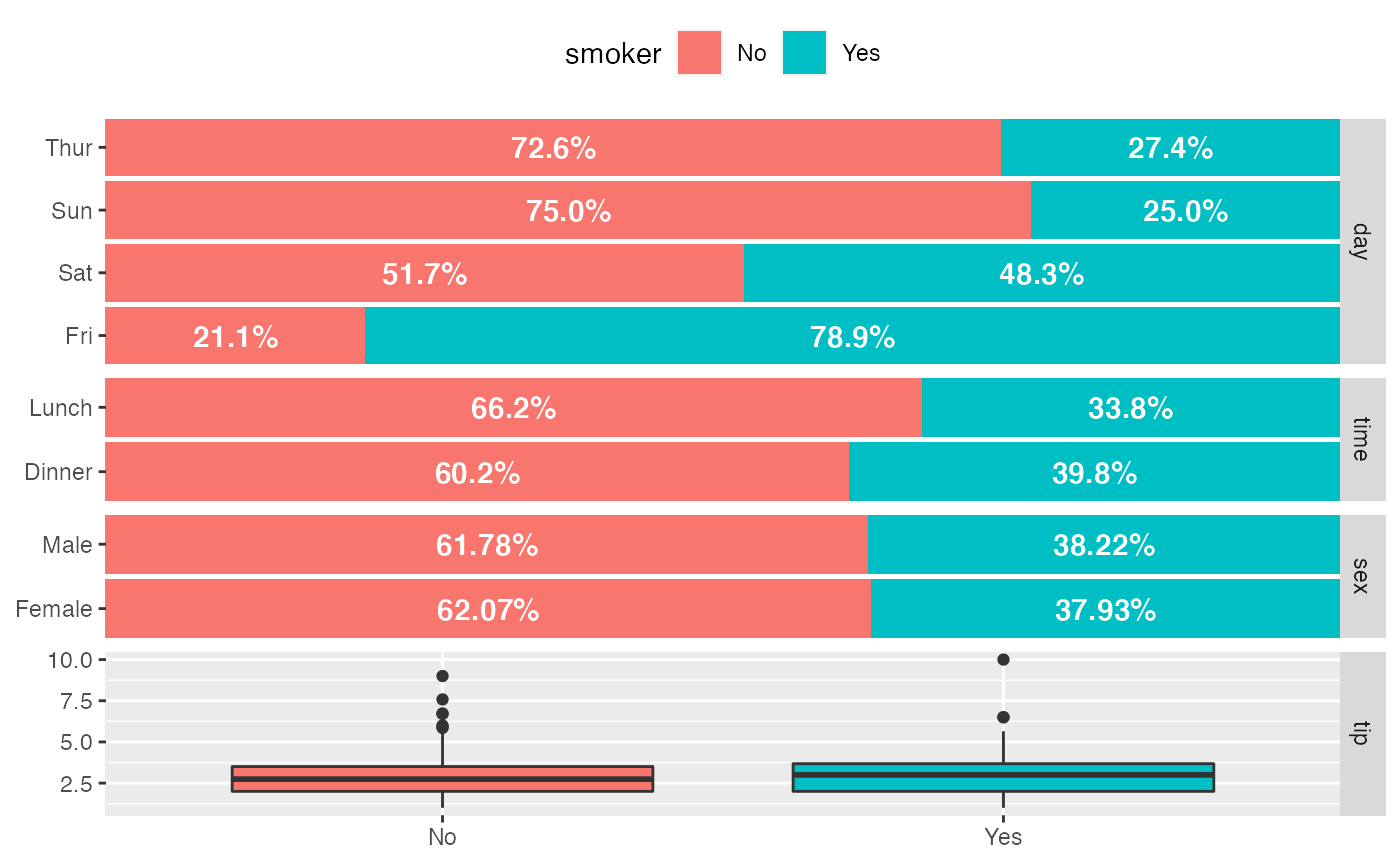 smoker No Yes
Thur 72.6% 27.4%
Sun 75.0% 25.0%
Sat 51.7% 48.3%
Fri 21.1% 78.9%
day
Lunch 66.2% 33.8%
Dinner 60.2% 39.8%
time
Male 61.78% 38.22%
Female 62.07% 37.93%
sex
10.0
7.5
5.0
2.5
tip
No Yes